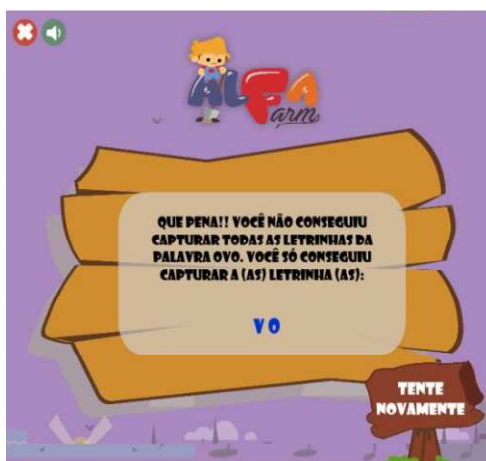 ALFA
Farm
QUE PENA!! VOCÊ NÃO CONSEGUIU
CAPTURAR TODAS AS LETRINHAS DA
PALAVRA OVO. VOCÊ SÓ CONSEGUIU
CAPTURAR A (AS) LETRINHA (AS):
V O
TENTE
NOVAMENTE